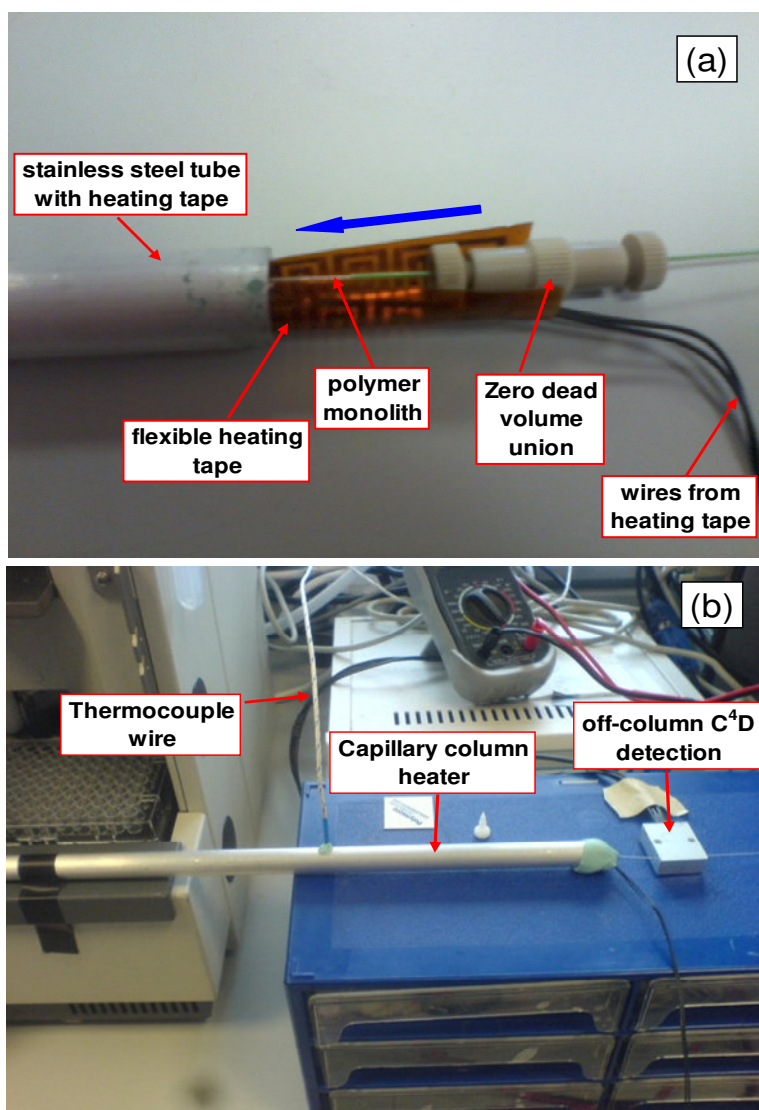 (a)
stainless steel tube
with heating tape
polymer
monolith
Zero dead
volume
union
flexible heating
tape
wires from
heating tape
(b)
Thermocouple
wire
Capillary column
heater
off-column C⁴D
detection